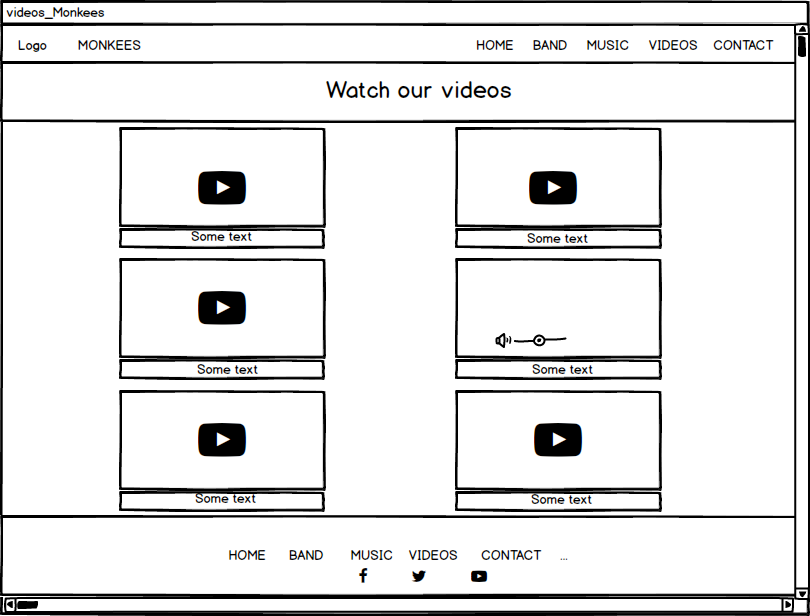 videos_Monkees
Logo MONKEES HOME BAND MUSIC VIDEOS CONTACT
Watch our videos
Some text Some text
Some text Some text
Some text Some text
HOME BAND MUSIC VIDEOS CONTACT ...